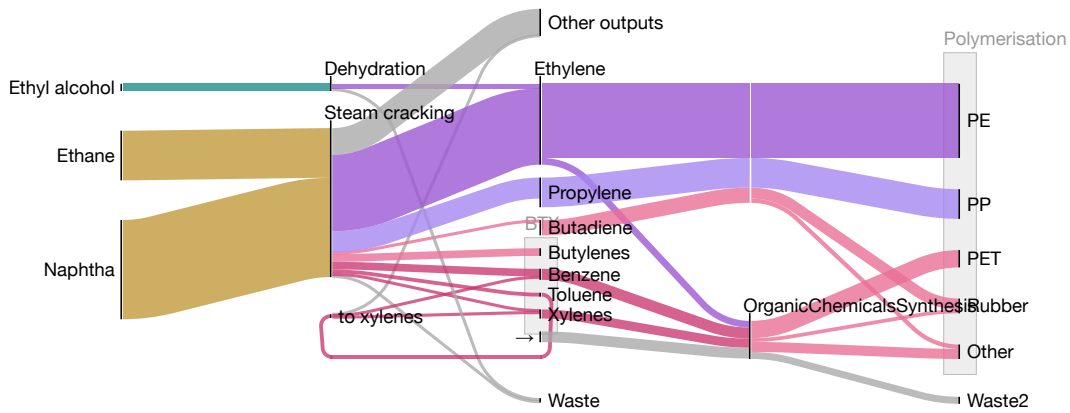 Other outputs
Polymerisation
Dehydration
Ethylene
Ethyl alcohol
Steam cracking
PE
Ethane
Propylene
PP
BTX
Butadiene
Butylenes
PET
Naphtha
Benzene
Toluene
OrganicChemicalsSynthesis
Rubber
to xylenes
Xylenes
→
Other
Waste
Waste2